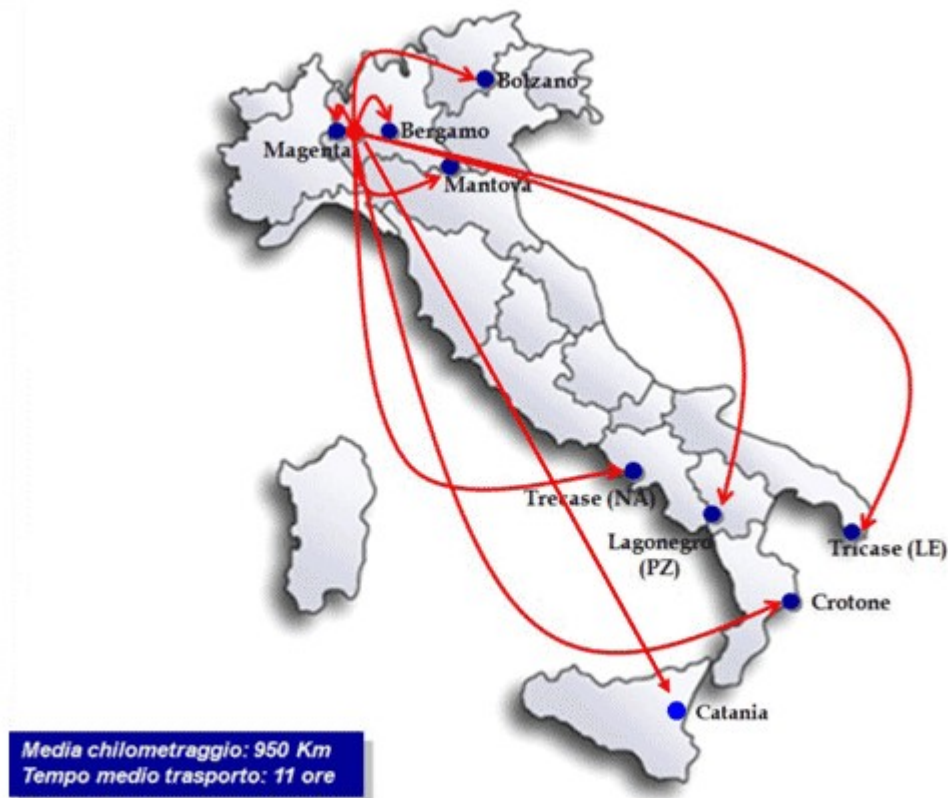 Bolzano
Bergamo
Magenta
Mantova
Trecase (NA)
Lagonegro
(PZ)
Tricase (LE)
Crotone
Catania
Media chilometraggio: 950 Km
Tempo medio trasporto: 11 ore